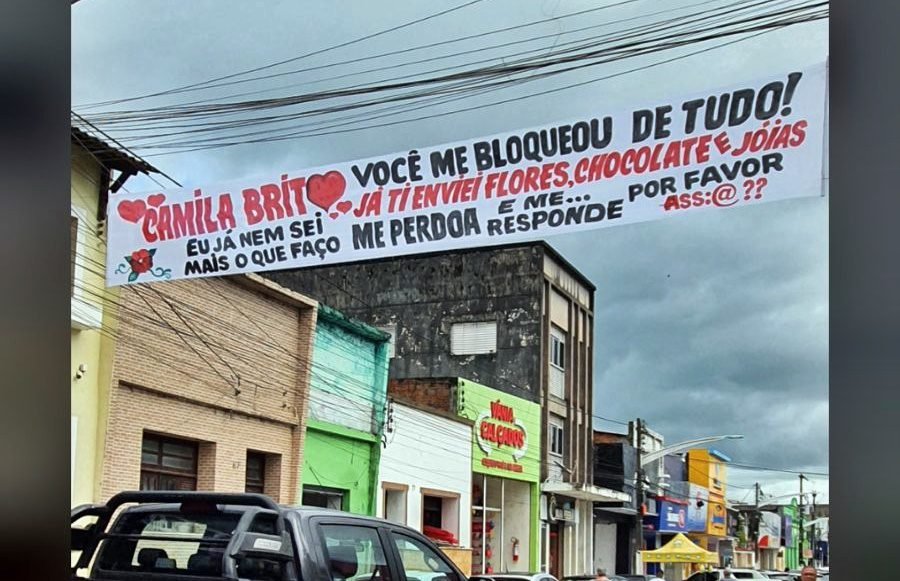 CAMILA BRITO
VOCÊ ME BLOQUEOU DE TUDO!
JÁ TI ENVIEI FLORES, CHOCOLATE E JÓIAS
EU JÁ NEM SEI
MAIS O QUE FAÇO
ME PERDOA
E ME...
RESPONDE
POR FAVOR
ASS:@ ??
VÂNIA
CALÇADOS